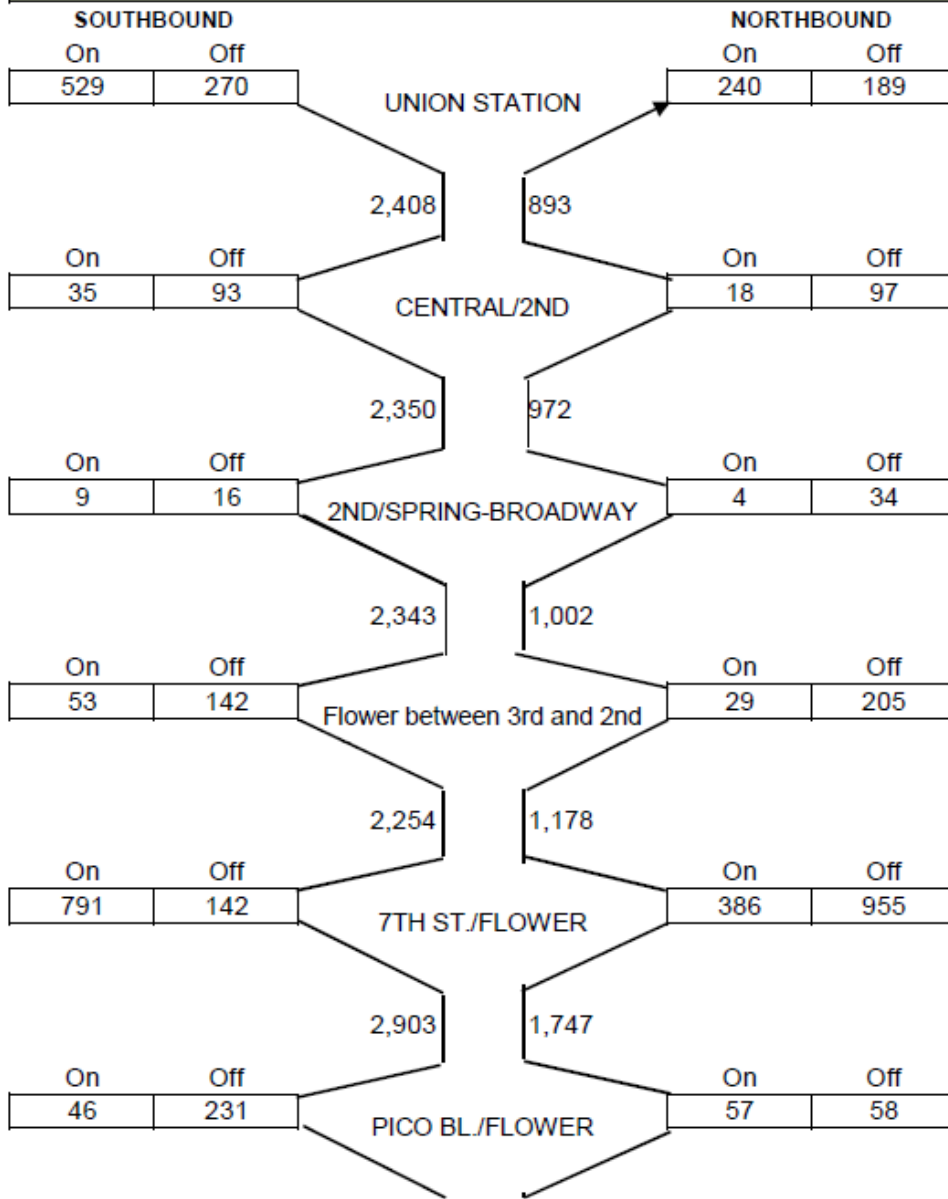 SOUTHBOUND NORTHBOUND
On Off On Off
529 270 UNION STATION 240 189
2,408 893
On Off On Off
35 93 CENTRAL/2ND 18 97
2,350 972
On Off On Off
9 16 2ND/SPRING-BROADWAY 4 34
2,343 1,002
On Off On Off
53 142 Flower between 3rd and 2nd 29 205
2,254 1,178
On Off On Off
791 142 7TH ST./FLOWER 386 955
2,903 1,747
On Off On Off
46 231 PICO BL./FLOWER 57 58